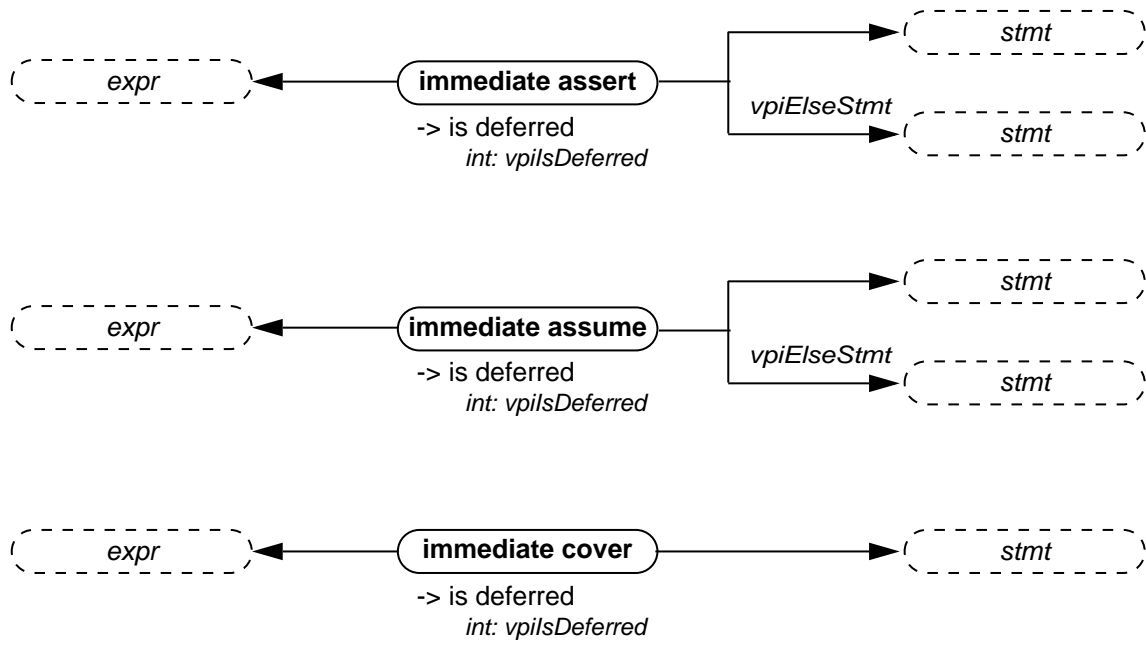 stmt
expr
immediate assert
vpiElseStmt
-> is deferred
stmt
int: vpiIsDeferred
stmt
expr
immediate assume
vpiElseStmt
-> is deferred
stmt
int: vpiIsDeferred
expr
immediate cover
stmt
-> is deferred
int: vpiIsDeferred